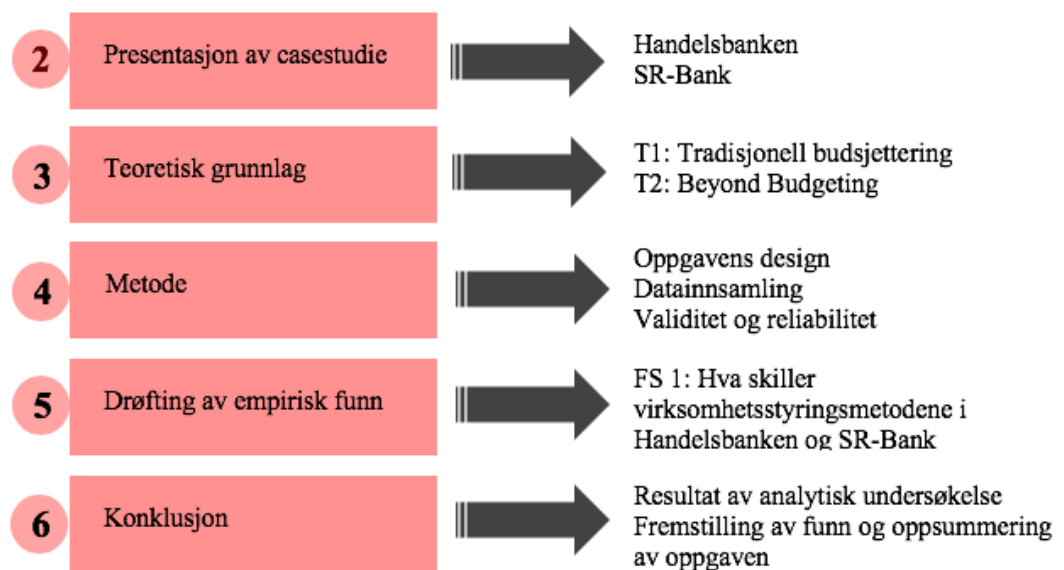 2
Presentasjon av casestudie
Handelsbanken
SR-Bank
3
Teoretisk grunnlag
T1: Tradisjonell budsjettering
T2: Beyond Budgeting
4
Metode
Oppgavens design
Datainnsamling
Validitet og reliabilitet
5
Drøfting av empirisk funn
FS 1: Hva skiller
virksomhetsstyringsmetodene i
Handelsbanken og SR-Bank
6
Konklusjon
Resultat av analytisk undersøkelse
Fremstilling av funn og oppsummering
av oppgaven